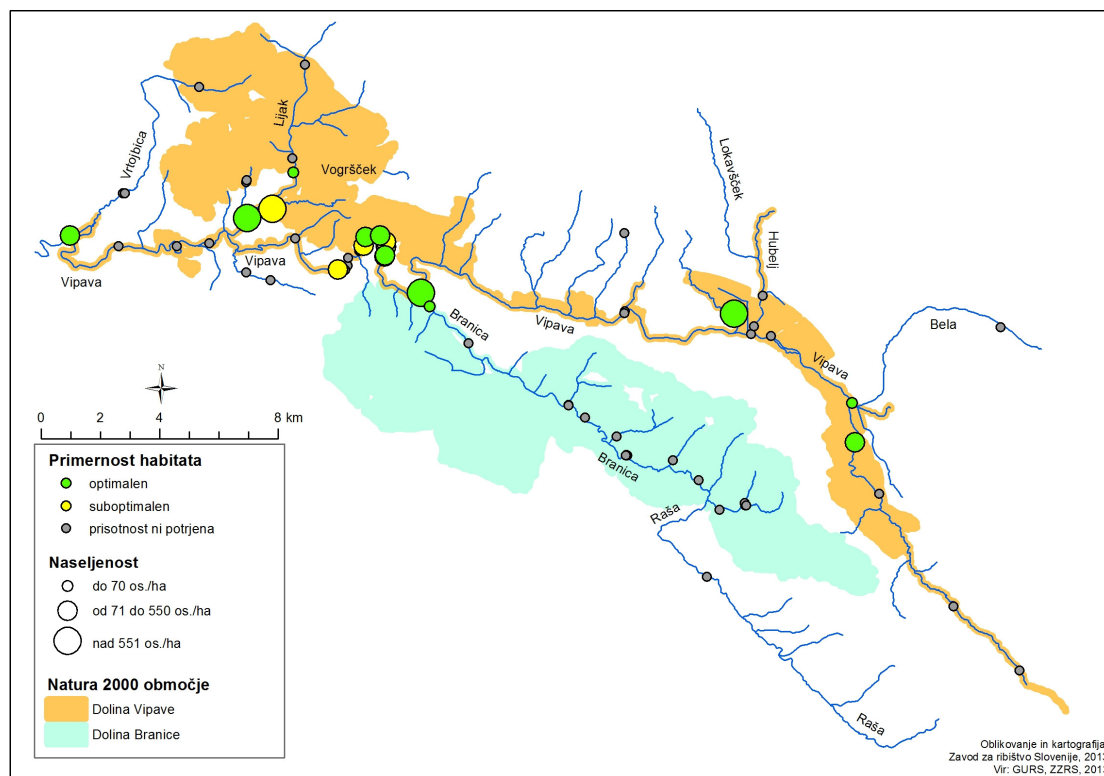 Vrtojbica
Lijak
Vogršček
Lokavšček
Hubelj
Vipava
Vipava
Vipava
Branica
Vipava
Bela
Branica
Raša
Raša
N
0 2 4 8 km
Primernost habitata
optimalen
suboptimalen
prisotnost ni potrjena
Naseljenost
do 70 os./ha
od 71 do 550 os./ha
nad 551 os./ha
Natura 2000 območje
Dolina Vipave
Dolina Branice
Oblikovanje in kartografija
Zavod za ribištvo Slovenije, 2013
Vir: GURS, ZZRS, 2013